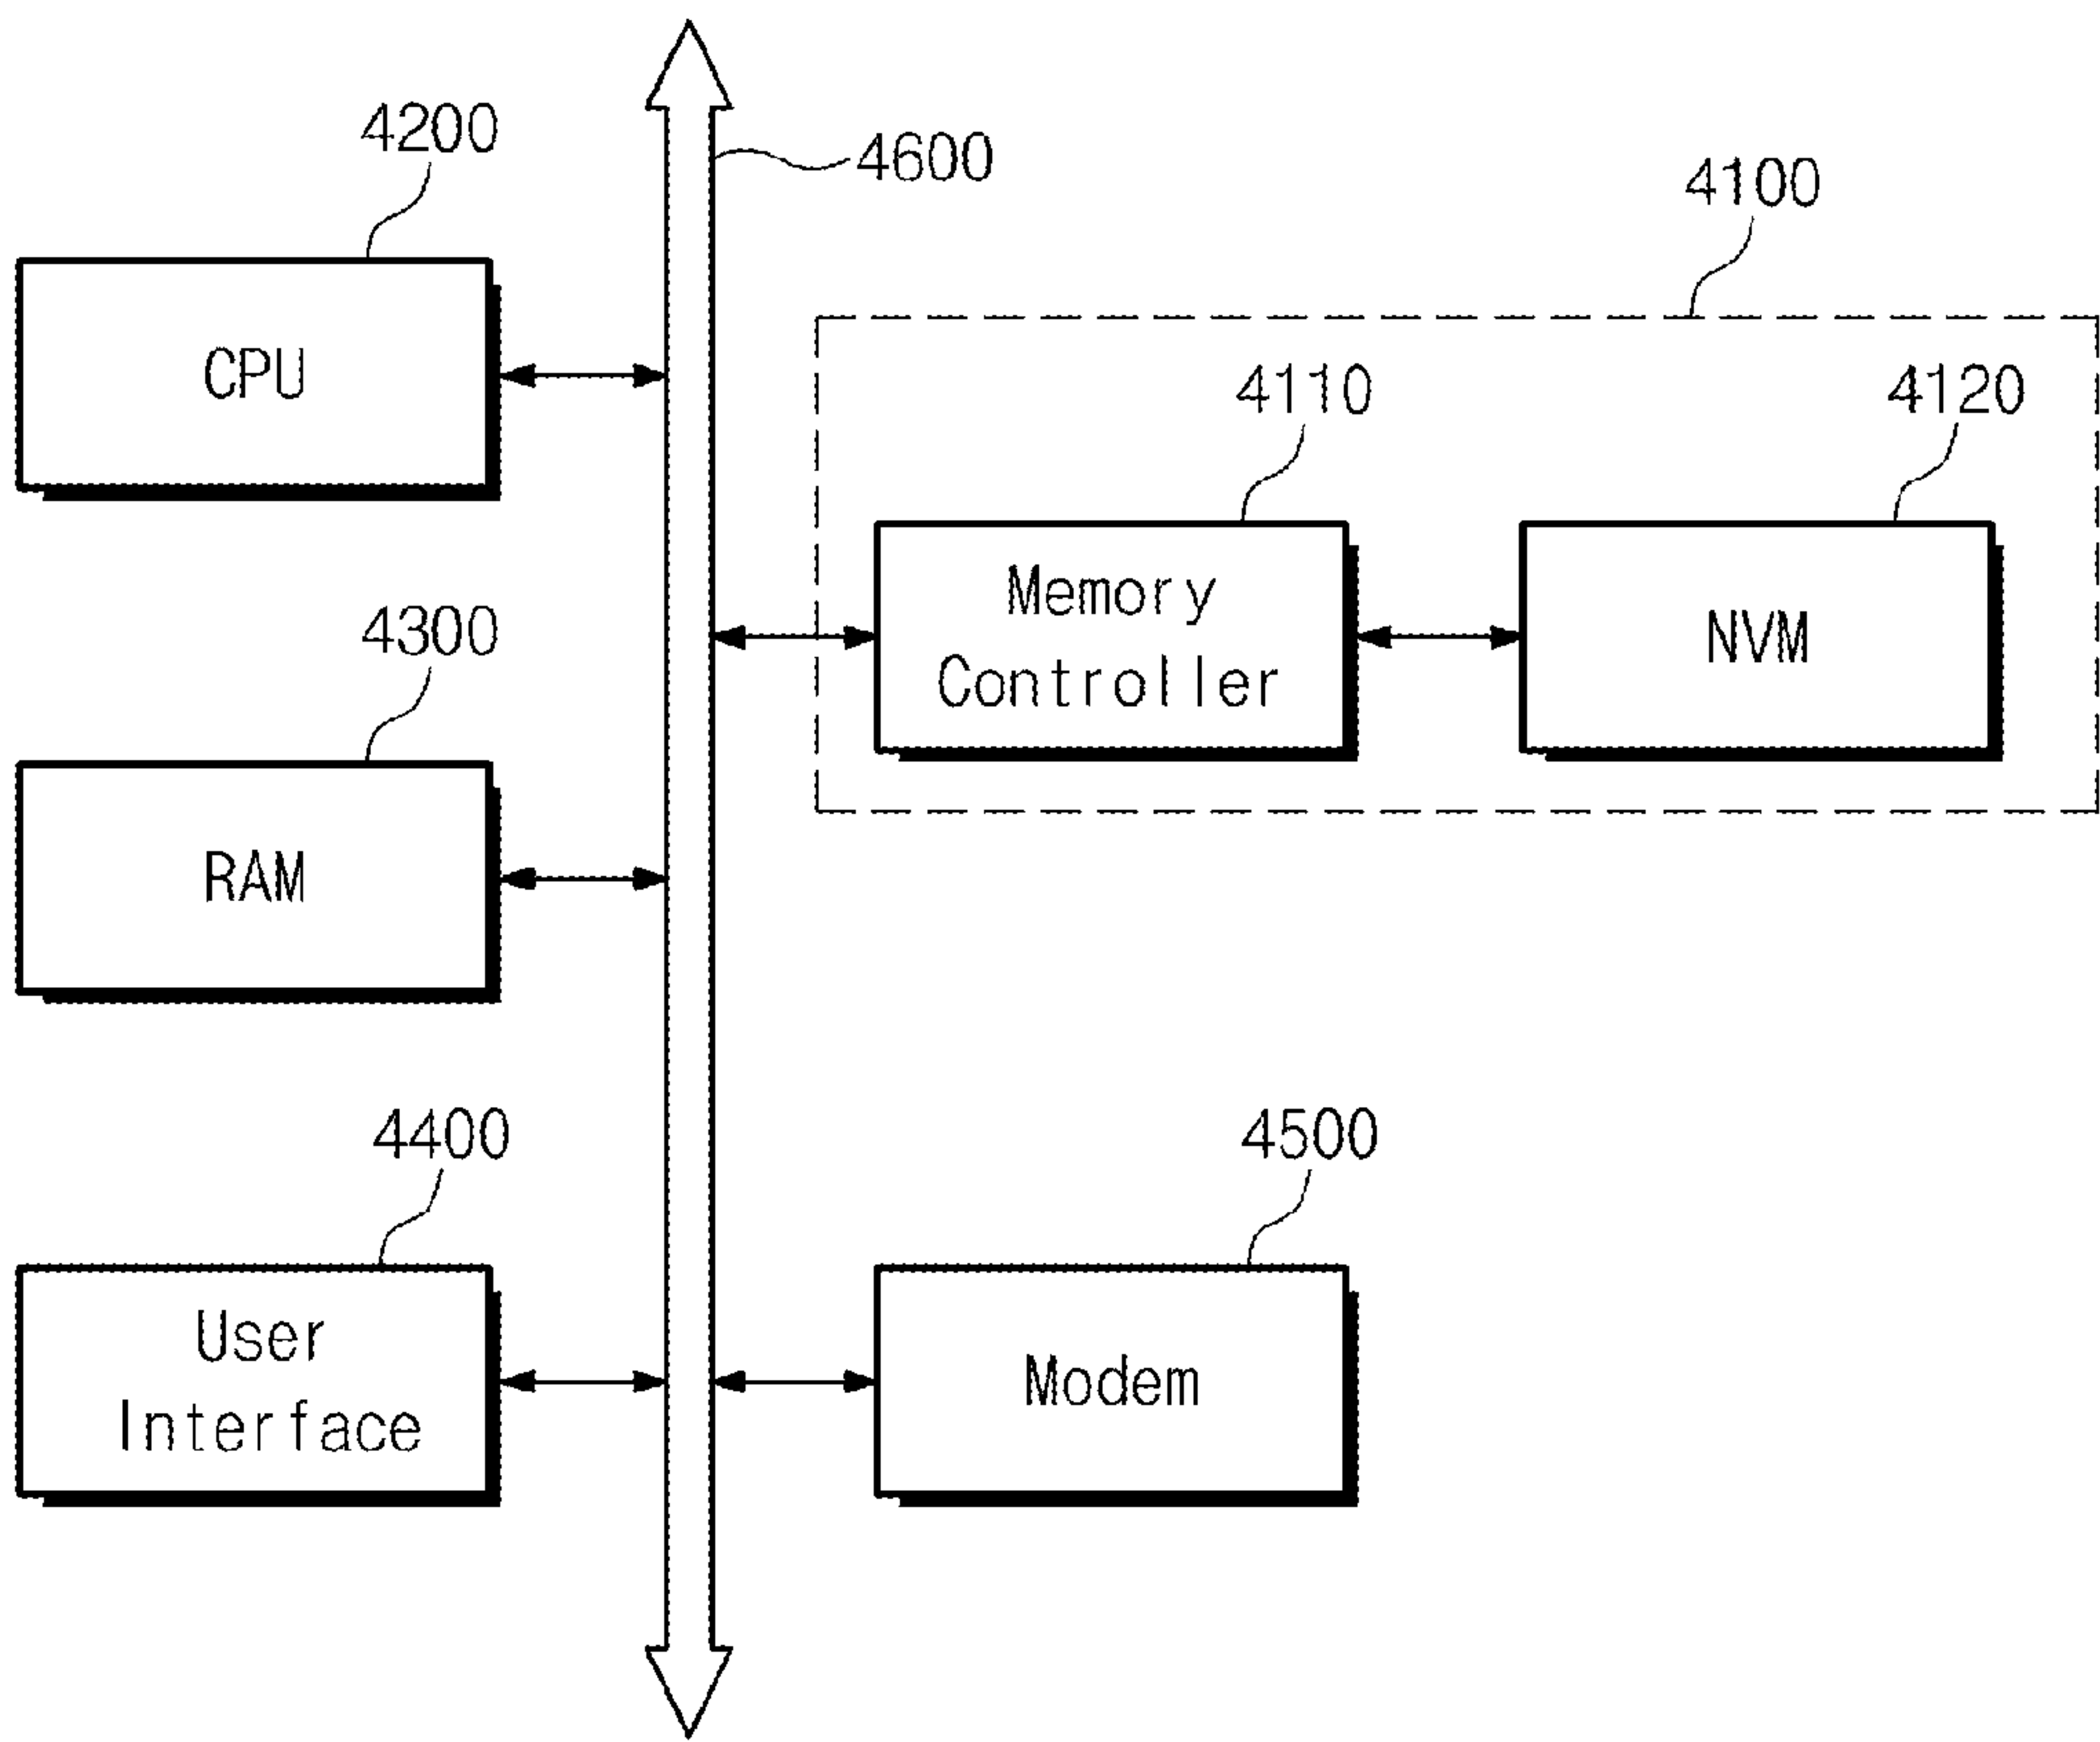 4200
4600
4100
CPU
4110
4120
Memory
Controller
NVM
4300
RAM
4400
4500
User
Interface
Modem